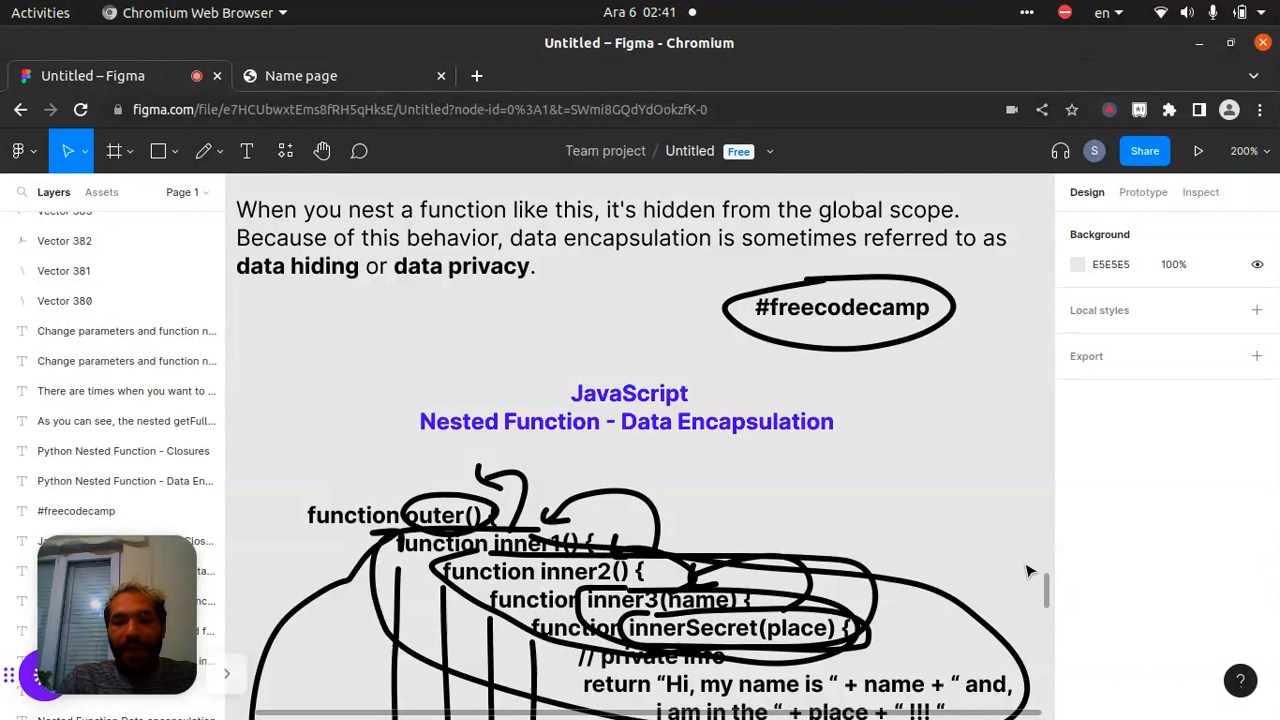 Activities
Chromium Web Browser
Ara 6 02:41
en
Untitled – Figma - Chromium
Untitled – Figma
Name page
figma.com/file/e7HCUbwxtEms8fRH5qHksE/Untitled?node-id=0%3A1&t=SWmi8GQdYdOokzfK-0
Team project / Untitled Free
S
Share
200%
Layers
Assets
Page 1
Design
Prototype
Inspect
Vector 382
Vector 381
Vector 380
Change parameters and function n...
Change parameters and function n...
There are times when you want to ...
As you can see, the nested getFull...
Python Nested Function - Closures
Python Nested Function - Data En...
#freecodecamp
When you nest a function like this, it's hidden from the global scope.
Because of this behavior, data encapsulation is sometimes referred to as
data hiding or data privacy.
#freecodecamp
JavaScript
Nested Function - Data Encapsulation
function outer() {
function inner1() {
function inner2() {
function inner3(name) {
function innerSecret(place) {
// private info
return “Hi, my name is “ + name + “ and,
i am in the “ + place + “ !!! “
Background
E5E5E5 100%
Local styles
Export
?